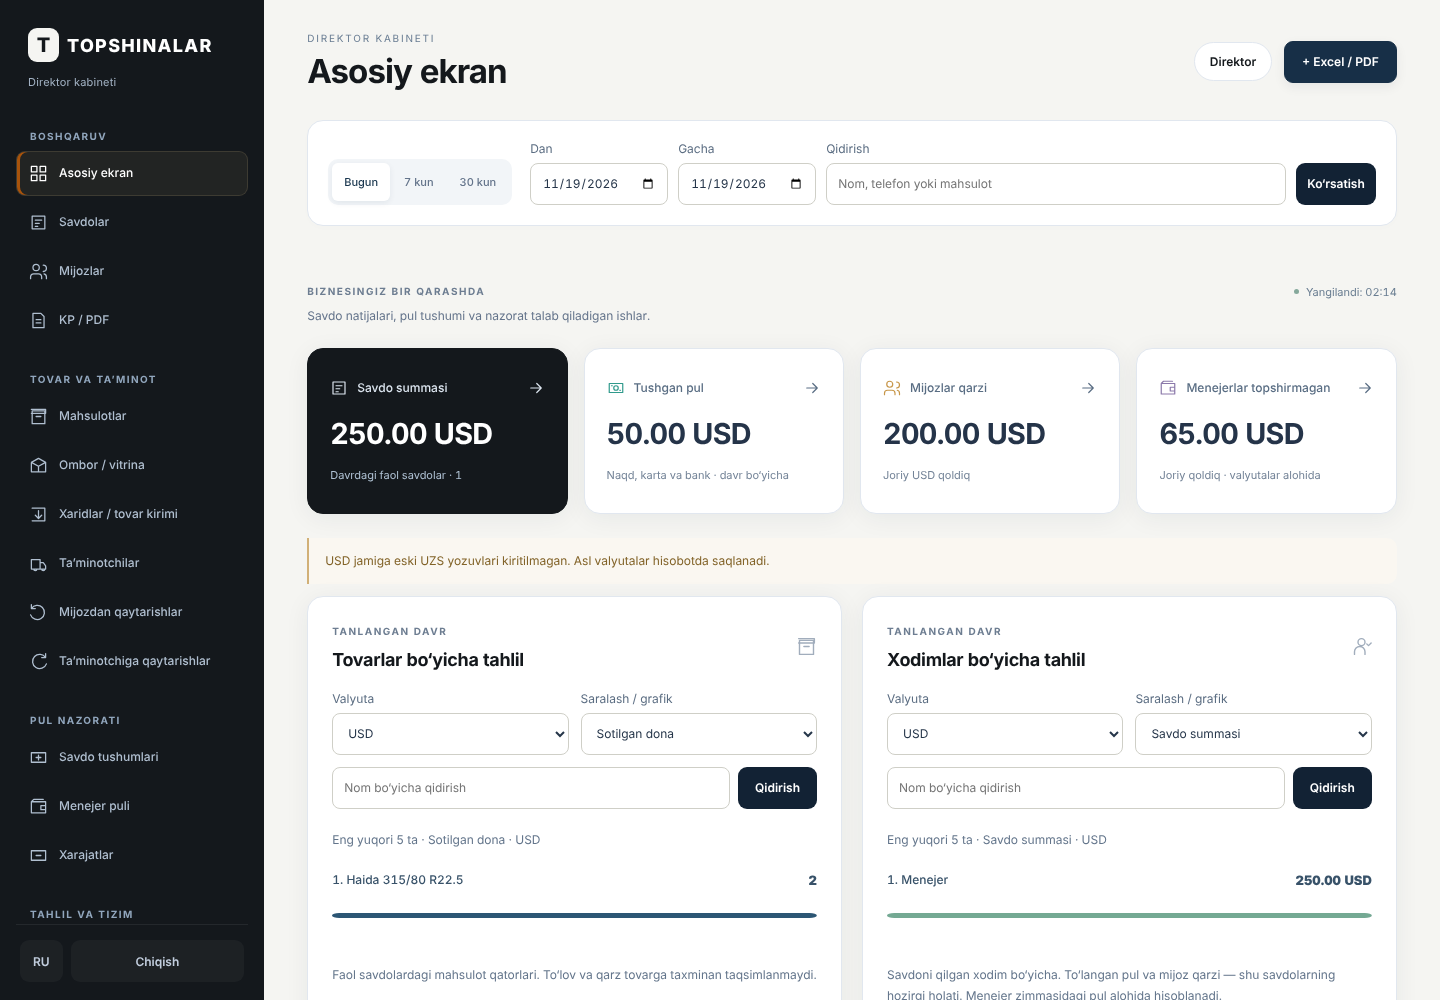 T TOPSHINALAR
Direktor kabineti
BOSHQARUV
Asosiy ekran
Savdolar
Mijozlar
KP / PDF
TOVAR VA TA’MINOT
Mahsulotlar
Ombor / vitrina
Xaridlar / tovar kirimi
Ta’minotchilar
Mijozdan qaytarishlar
Ta’minotchiga qaytarishlar
PUL NAZORATI
Savdo tushumlari
Menejer puli
Xarajatlar
TAHLIL VA TIZIM
RU Chiqish
DIREKTOR KABINETI
Asosiy ekran
Direktor + Excel / PDF
Dan Gacha Qidirish
Bugun 7 kun 30 kun 11/19/2026 11/19/2026 Nom, telefon yoki mahsulot Ko‘rsatish
BIZNESINGIZ BIR QARASHDA
Yangilandi: 02:14
Savdo natijalari, pul tushumi va nazorat talab qiladigan ishlar.
Savdo summasi
250.00 USD
Davrdagi faol savdolar · 1
Tushgan pul
50.00 USD
Naqd, karta va bank · davr bo‘yicha
Mijozlar qarzi
200.00 USD
Joriy USD qoldiq
Menejerlar topshirmagan
65.00 USD
Joriy qoldiq · valyutalar alohida
USD jamiga eski UZS yozuvlari kiritilmagan. Asl valyutalar hisobotda saqlanadi.
TANLANGAN DAVR
Tovarlar bo‘yicha tahlil
Valyuta Saralash / grafik
USD Sotilgan dona
Nom bo‘yicha qidirish Qidirish
Eng yuqori 5 ta · Sotilgan dona · USD
1. Haida 315/80 R22.5 2
Faol savdolardagi mahsulot qatorlari. To‘lov va qarz tovarga taxminan taqsimlanmaydi.
TANLANGAN DAVR
Xodimlar bo‘yicha tahlil
Valyuta Saralash / grafik
USD Savdo summasi
Nom bo‘yicha qidirish Qidirish
Eng yuqori 5 ta · Savdo summasi · USD
1. Menejer 250.00 USD
Savdoni qilgan xodim bo‘yicha. To‘langan pul va mijoz qarzi — shu savdolarning
hozirgi holati. Menejer zimmasidagi pul alohida hisoblanadi.